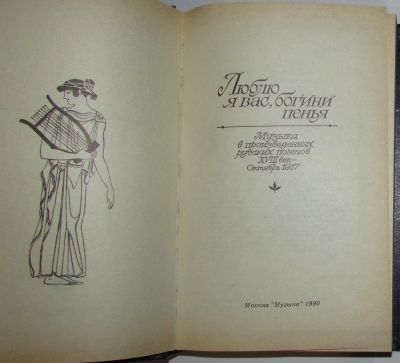 Люблю
я вас, богини
пенья
Музыка
в произведениях
русских поэтов
XVIII век—
Октябрь 1917
Москва "Музыка" 1990